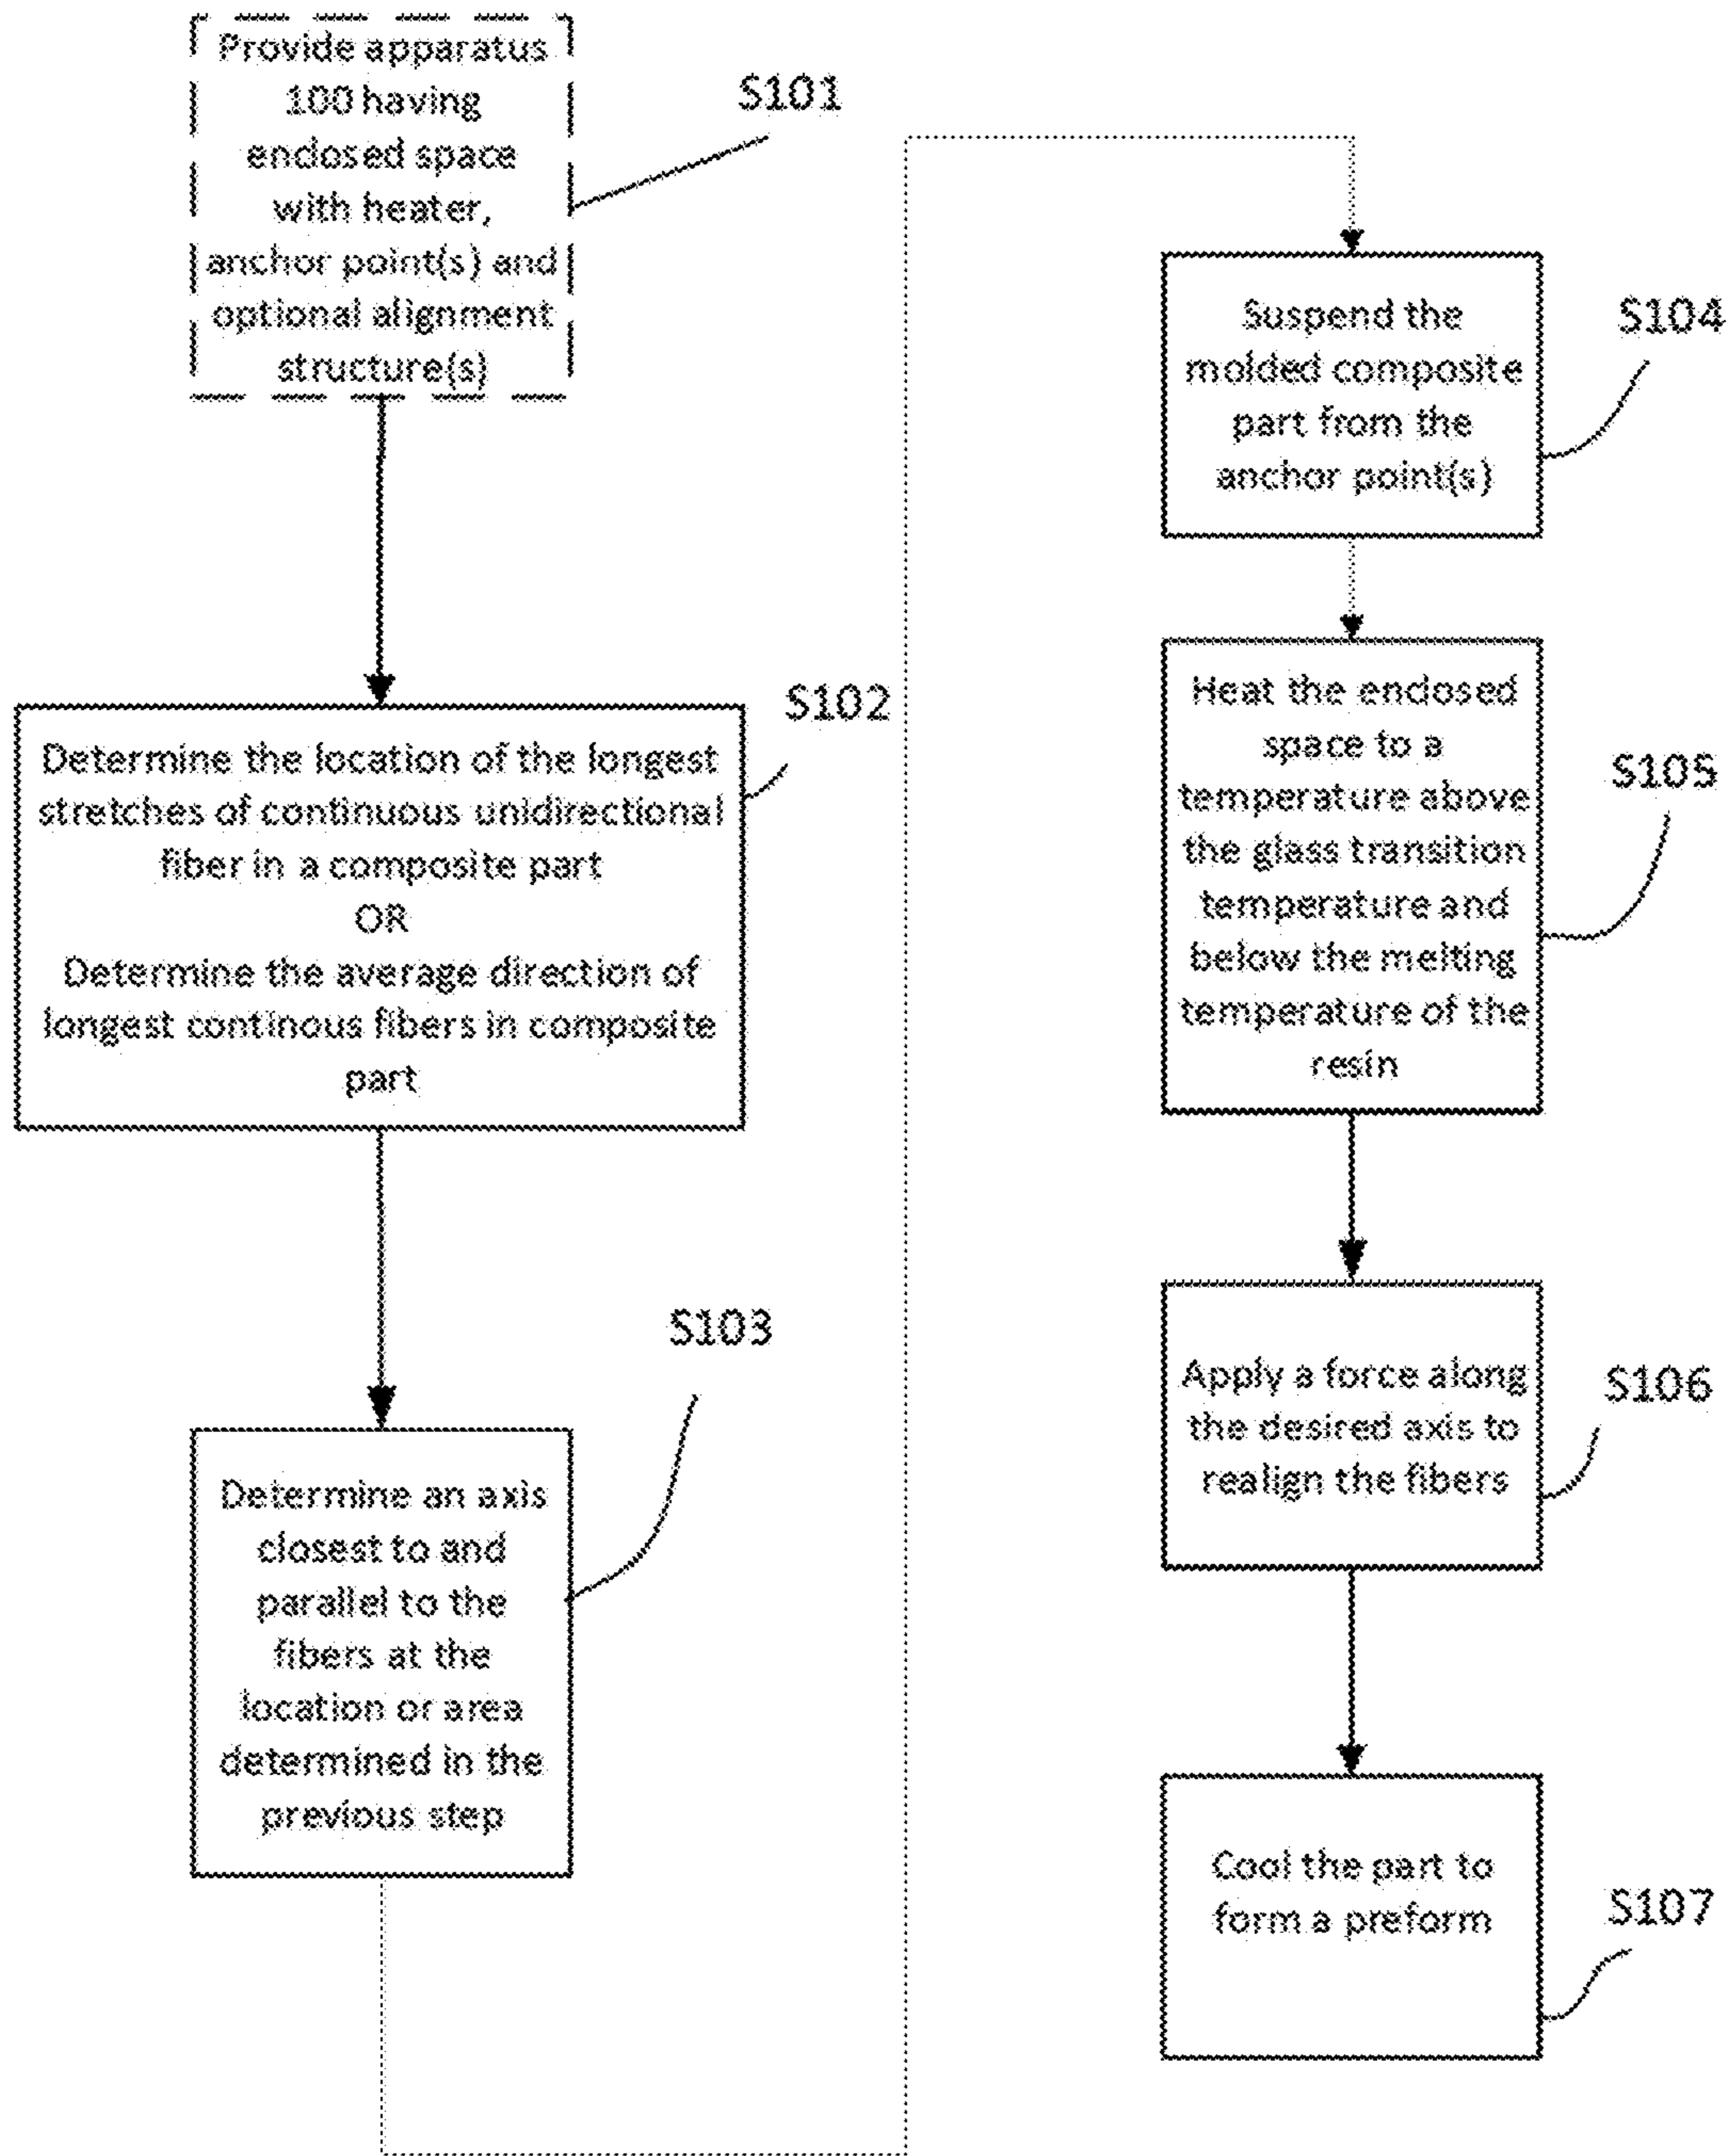 Provide apparatus
100 having
enclosed space
with heater,
anchor point(s) and
optional alignment
structure(s)
S101
Determine the location of the longest
stretches of continuous unidirectional
fiber in a composite part
OR
Determine the average direction of
longest continous fibers in composite
part
S102
Determine an axis
closest to and
parallel to the
fibers at the
location or area
determined in the
previous step
S103
Suspend the
molded composite
part from the
anchor point(s)
S104
Heat the enclosed
space to a
temperature above
the glass transition
temperature and
below the melting
temperature of the
resin
S105
Apply a force along
the desired axis to
realign the fibers
S106
Cool the part to
form a preform
S107